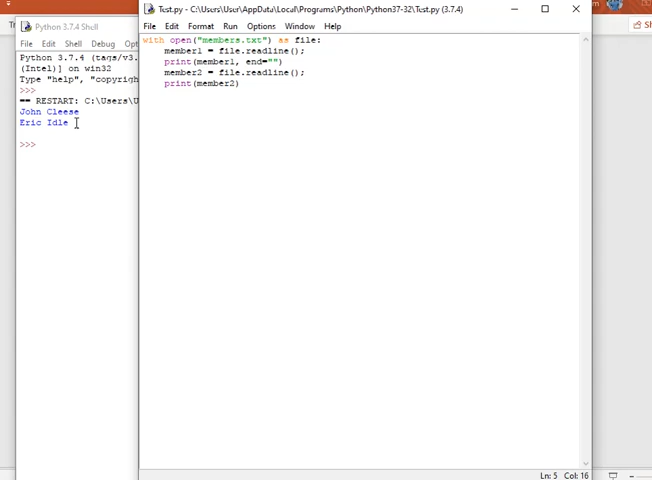 Test.py - C:\Users\User\AppData\Local\Programs\Python\Python37-32\Test.py (3.7.4)
File Edit Format Run Options Window Help
with open("members.txt") as file:
member1 = file.readline();
print(member1, end="")
member2 = file.readline();
print(member2)
Ln: 5 Col: 16
Python 3.7.4 Shell
File Edit Shell Debug Opt
Python 3.7.4 (tags/v3.
(Intel)] on win32
Type "help", "copyrigh
>>>
== RESTART: C:\Users\U
John Cleese
Eric Idle
>>>